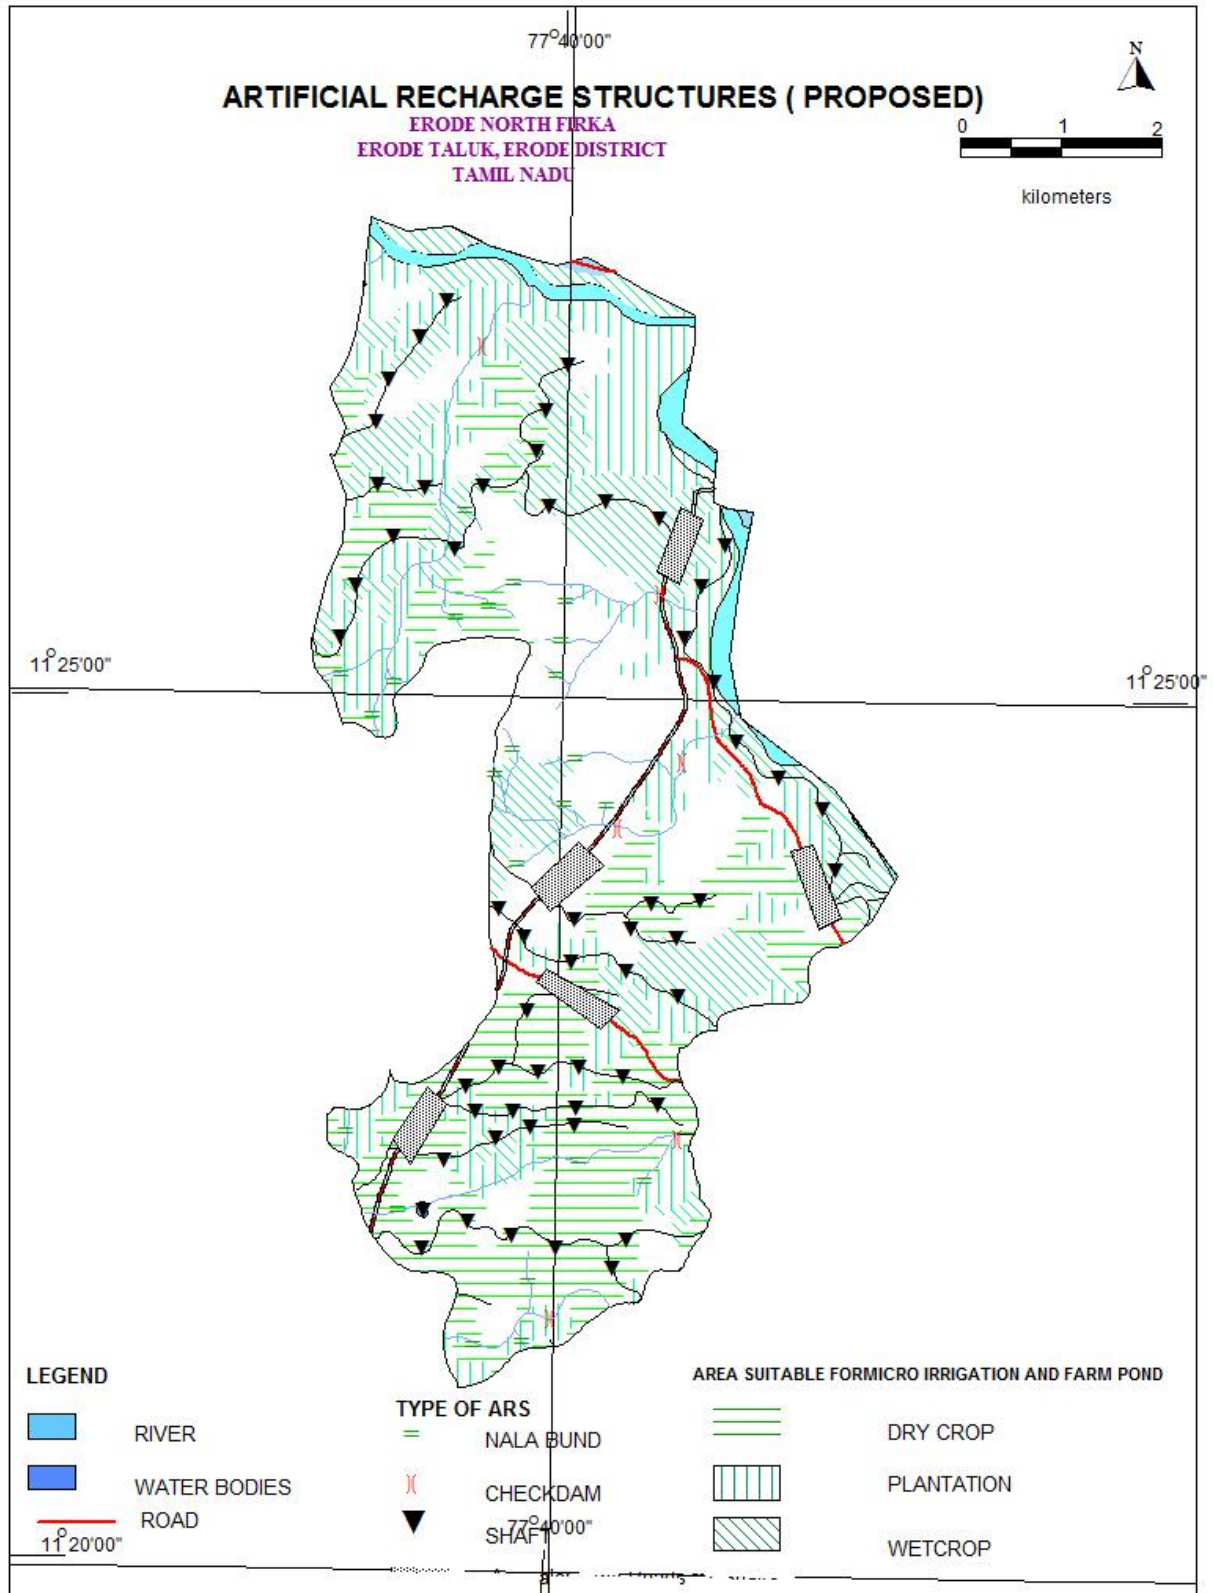 77°40'00"
N
ARTIFICIAL RECHARGE STRUCTURES ( PROPOSED)
ERODE NORTH FIRKA
ERODE TALUK, ERODE DISTRICT
TAMIL NADU
0 1 2
kilometers
11°25'00"
11°25'00"
LEGEND
RIVER
WATER BODIES
ROAD
11°20'00"
TYPE OF ARS
NALA BUND
CHECKDAM
SHAFT
77°40'00"
AREA SUITABLE FORMICRO IRRIGATION AND FARM POND
DRY CROP
PLANTATION
WETCROP